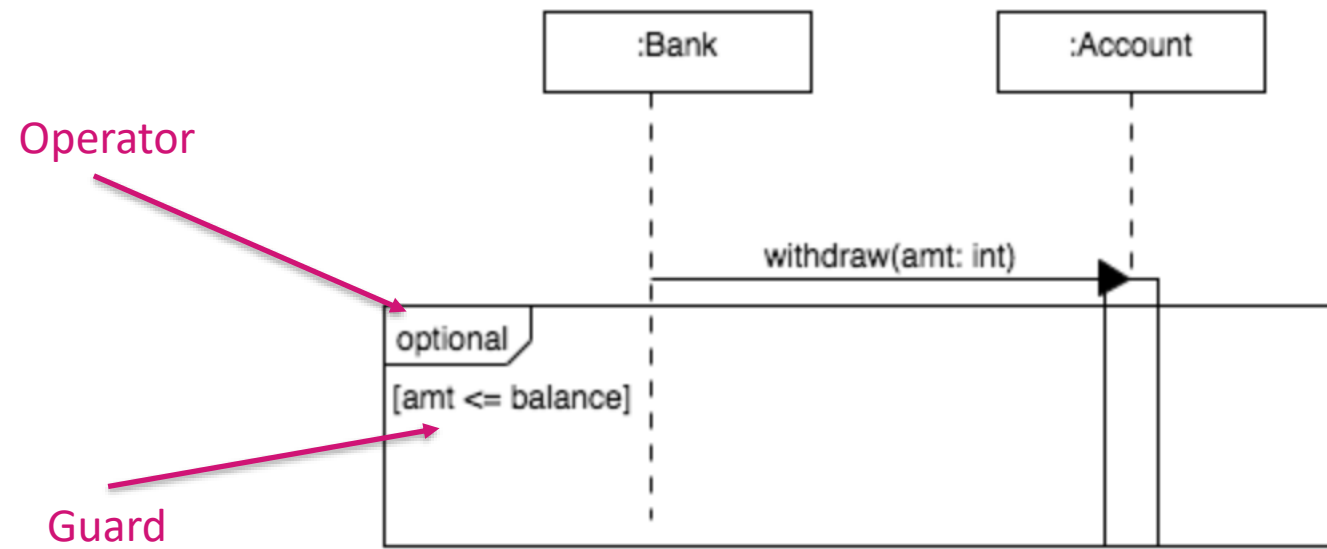 :Bank
:Account
Operator
withdraw(amt: int)
optional
[amt <= balance]
Guard